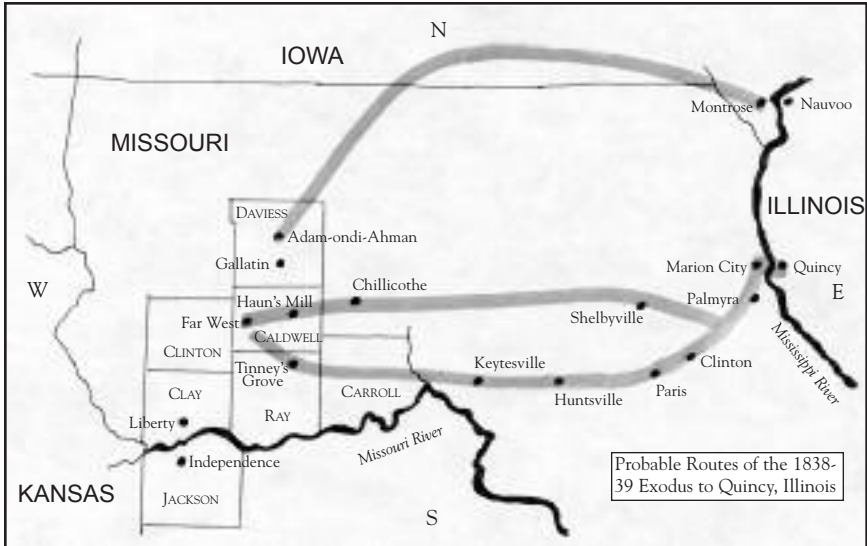 N
IOWA
Montrose
Nauvoo
MISSOURI
DAVIESS
ILLINOIS
Adam-ondi-Ahman
Gallatin
Marion City
Quincy
W
Haun's Mill
Chillicothe
E
Palmyra
Shelbyville
Far West
CALDWELL
CLINTON
Mississippi River
Tinney's
Grove
Keytesville
Clinton
CLAY
CARROLL
Huntsville
Paris
Liberty
RAY
Missouri River
Independence
Probable Routes of the 1838-
39 Exodus to Quincy, Illinois
KANSAS
JACKSON
S